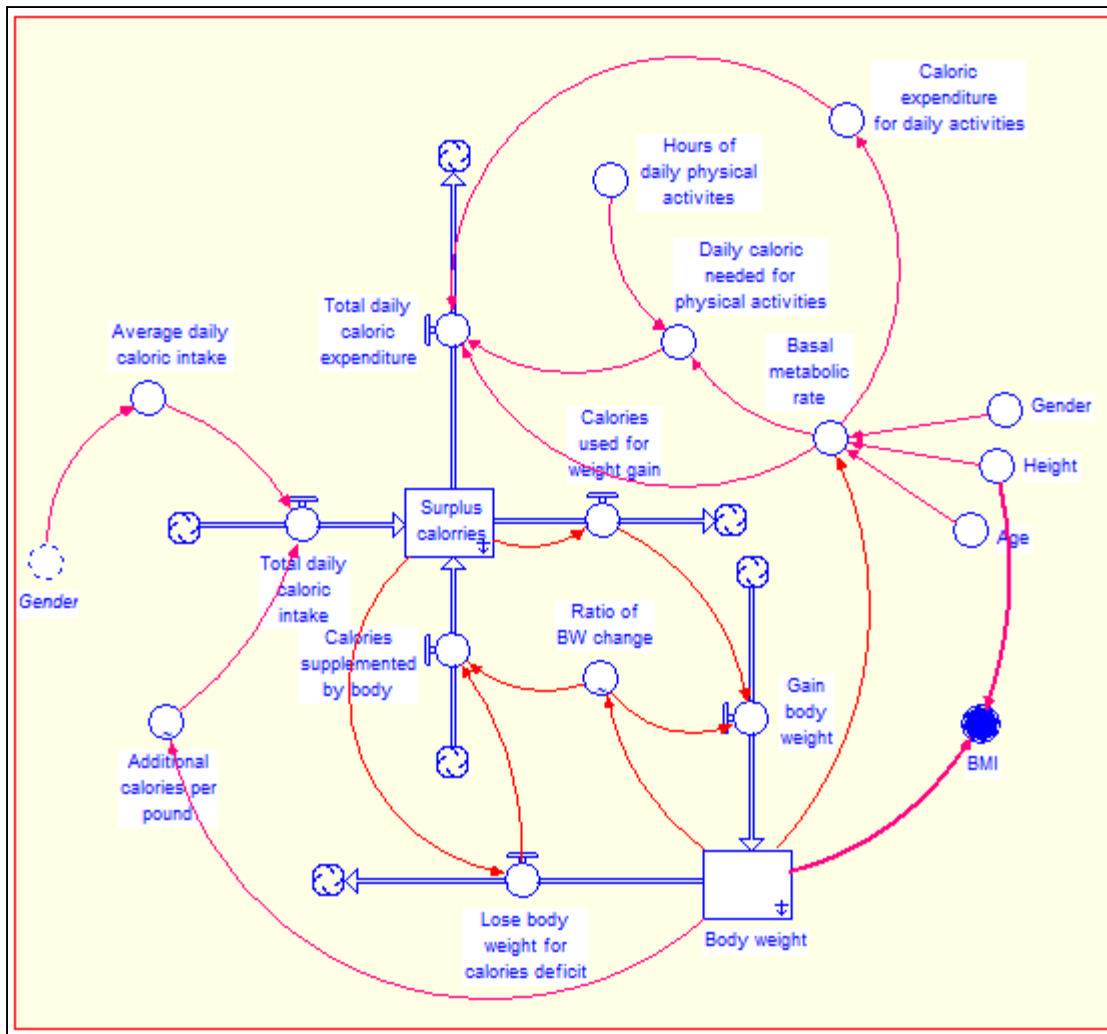 Caloric
expenditure
for daily activities
Hours of
daily physical
activites
Daily caloric
needed for
physical activities
Total daily
caloric
expenditure
Average daily
caloric intake
Basal
metabolic
rate
Gender
Calories
used for
weight gain
Height
Surplus
calorries
Age
Total daily
caloric
intake
Gender
Ratio of
BW change
Calories
supplemented
by body
Gain
body
weight
BMI
Additional
calories per
pound
Lose body
weight for
calories deficit
Body weight